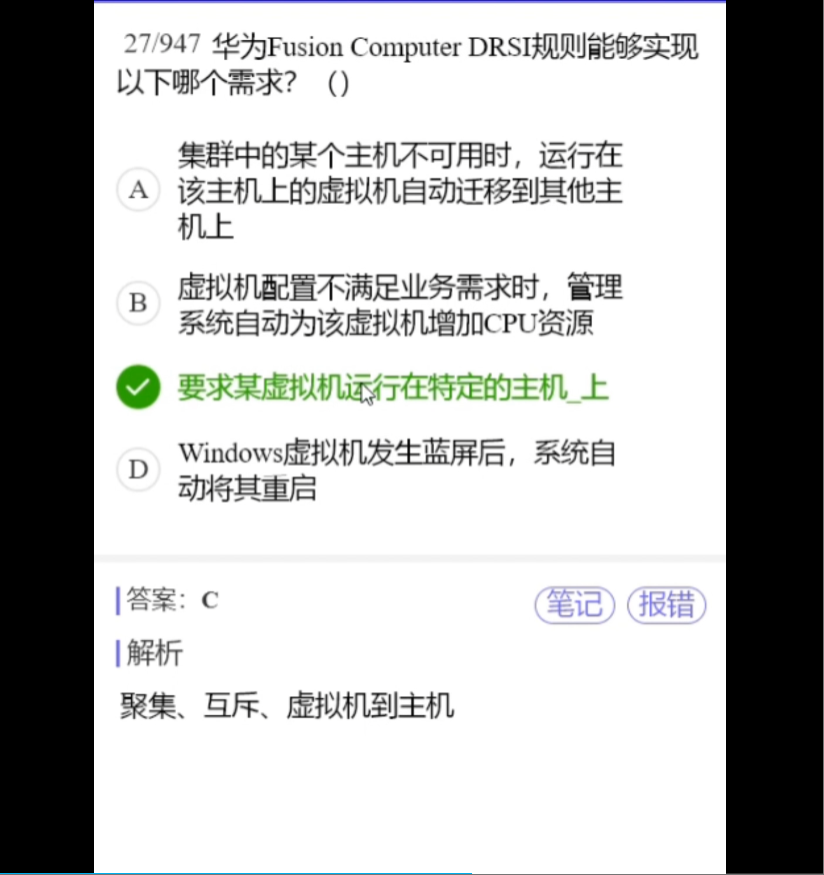 27/947 华为Fusion Computer DRSI规则能够实现
以下哪个需求？（）
集群中的某个主机不可用时，运行在
A 该主机上的虚拟机自动迁移到其他主
机上
虚拟机配置不满足业务需求时，管理
B 系统自动为该虚拟机增加CPU资源
要求某虚拟机运行在特定的主机_上
Windows虚拟机发生蓝屏后，系统自
D 动将其重启
答案：C 笔记 报错
解析
聚集、互斥、虚拟机到主机